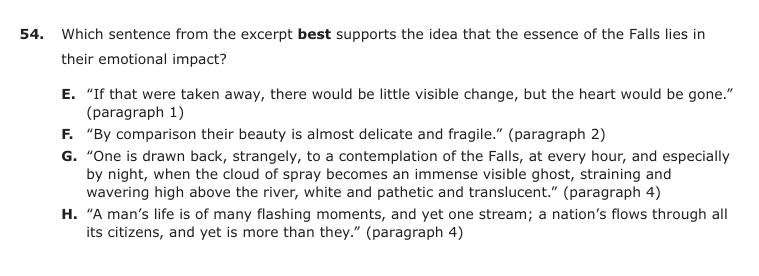 54. Which sentence from the excerpt best supports the idea that the essence of the Falls lies in
their emotional impact?
E. “If that were taken away, there would be little visible change, but the heart would be gone.”
(paragraph 1)
F. “By comparison their beauty is almost delicate and fragile.” (paragraph 2)
G. “One is drawn back, strangely, to a contemplation of the Falls, at every hour, and especially
by night, when the cloud of spray becomes an immense visible ghost, straining and
wavering high above the river, white and pathetic and translucent.” (paragraph 4)
H. “A man’s life is of many flashing moments, and yet one stream; a nation’s flows through all
its citizens, and yet is more than they.” (paragraph 4)